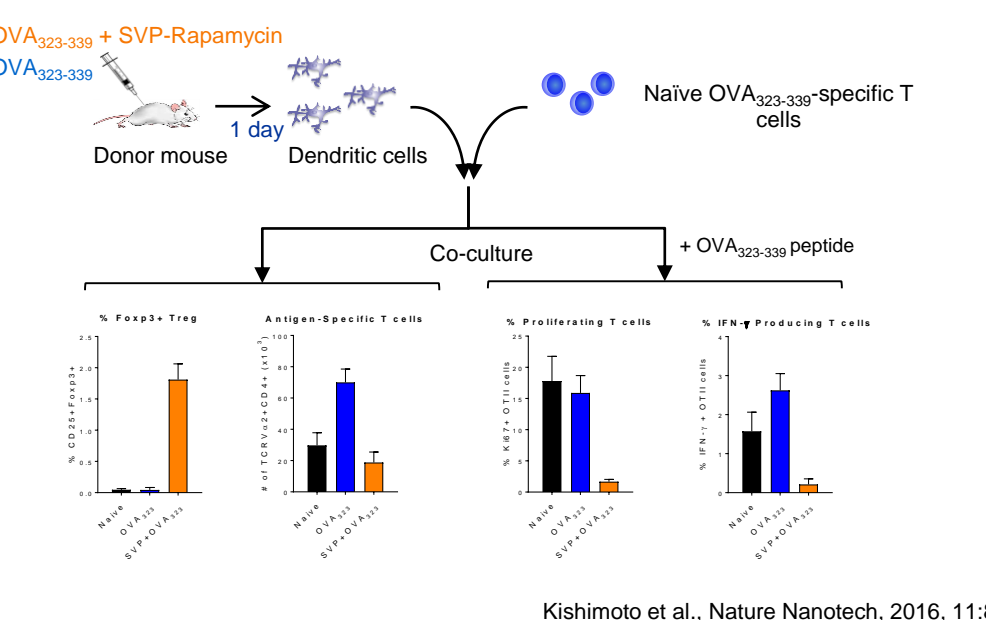 OVA323-339 + SVP-Rapamycin
OVA323-339
1 day
Donor mouse
Dendritic cells
Naïve OVA323-339-specific T
cells
Co-culture
+ OVA323-339 peptide
% Foxp3+ Treg
% CD25+Foxp3+
2.5
2.0
1.5
1.0
0.5
0.0
Naive
OVA323
SVP+OVA323
Antigen-Specific T cells
# of TCRVα2+CD4+ (x10³)
100
80
60
40
20
0
Naive
OVA323
SVP+OVA323
% Proliferating T cells
% Ki67+ OTII cells
25
20
15
10
5
0
Naive
OVA323
SVP+OVA323
% IFN-γ Producing T cells
% IFN-γ + OTII cells
4
3
2
1
0
Naive
OVA323
SVP+OVA323
Kishimoto et al., Nature Nanotech, 2016, 11:8